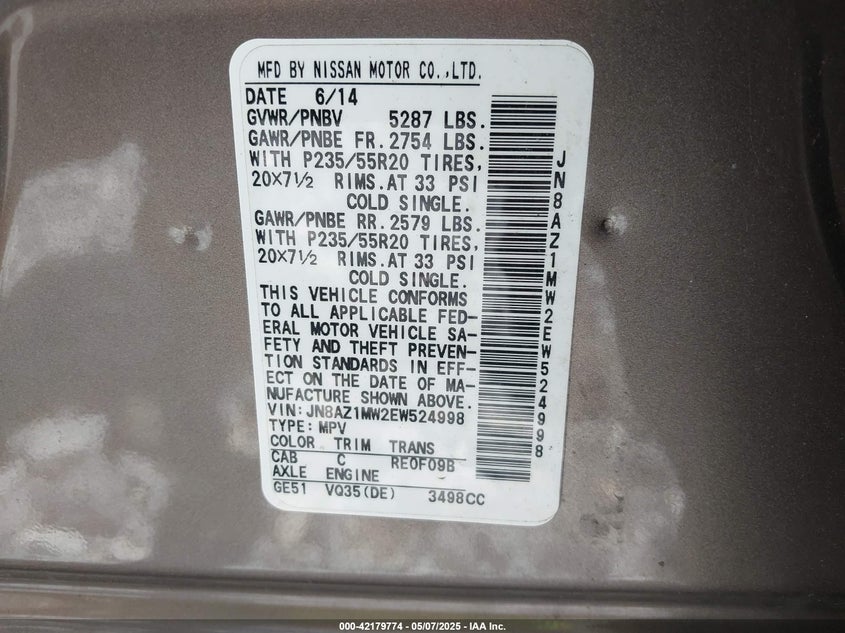 MFD BY NISSAN MOTOR CO.,LTD.
DATE 6/14
GVWR/PNBV 5287 LBS.
GAWR/PNBE FR. 2754 LBS.
WITH P235/55R20 TIRES,
20×7½ RIMS.AT 33 PSI
COLD SINGLE.
GAWR/PNBE RR. 2579 LBS.
WITH P235/55R20 TIRES,
20×7½ RIMS.AT 33 PSI
COLD SINGLE.
THIS VEHICLE CONFORMS
TO ALL APPLICABLE FED-
ERAL MOTOR VEHICLE SA-
FETY AND THEFT PREVEN-
TION STANDARDS IN EFF-
ECT ON THE DATE OF MA-
NUFACTURE SHOWN ABOVE.
VIN:JN8AZ1MW2EW524998
TYPE:MPV
COLOR TRIM TRANS
CAB C RE0F09B
AXLE ENGINE
GE51 VQ35(DE) 3498CC
JN8AZ1MW2EW524998
000-42179774 — 05/07/2025 — IAA Inc.